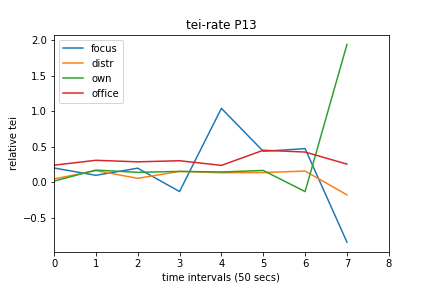 tei-rate P13
2.0
1.5
1.0
0.5
0.0
−0.5
relative tei
focus
distr
own
office
0 1 2 3 4 5 6 7 8
time intervals (50 secs)